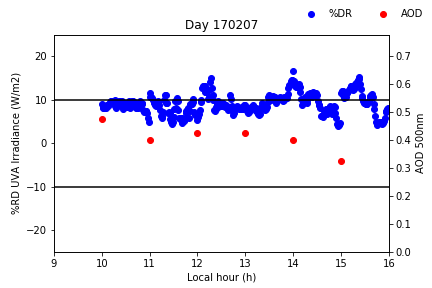 %DR AOD
Day 170207
%RD UVA Irradiance (W/m2)
20
10
0
−10
−20
0.7
0.6
0.5
0.4
0.3
0.2
0.1
0.0
AOD 500nm
9 10 11 12 13 14 15 16
Local hour (h)